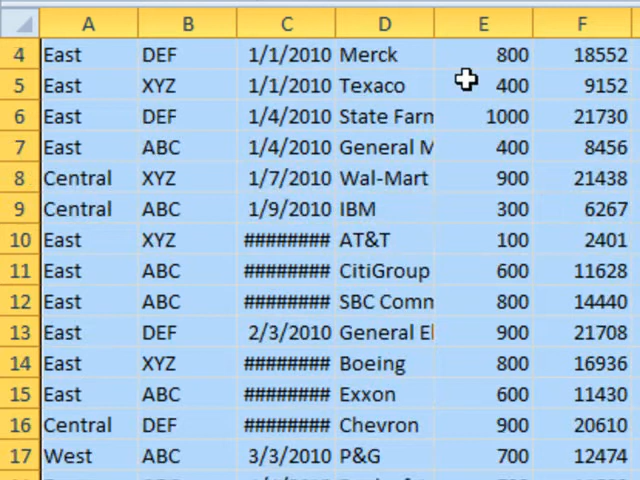 A B C D E F
4 East DEF 1/1/2010 Merck 800 18552
5 East XYZ 1/1/2010 Texaco 400 9152
6 East DEF 1/4/2010 State Farm 1000 21730
7 East ABC 1/4/2010 General M 400 8456
8 Central XYZ 1/7/2010 Wal-Mart 900 21438
9 Central ABC 1/9/2010 IBM 300 6267
10 East XYZ ######## AT&T 100 2401
11 East ABC ######## CitiGroup 600 11628
12 East ABC ######## SBC Comm 800 14440
13 East DEF 2/3/2010 General El 900 21708
14 East XYZ ######## Boeing 800 16936
15 East ABC ######## Exxon 600 11430
16 Central DEF ######## Chevron 900 20610
17 West ABC 3/3/2010 P&G 700 12474